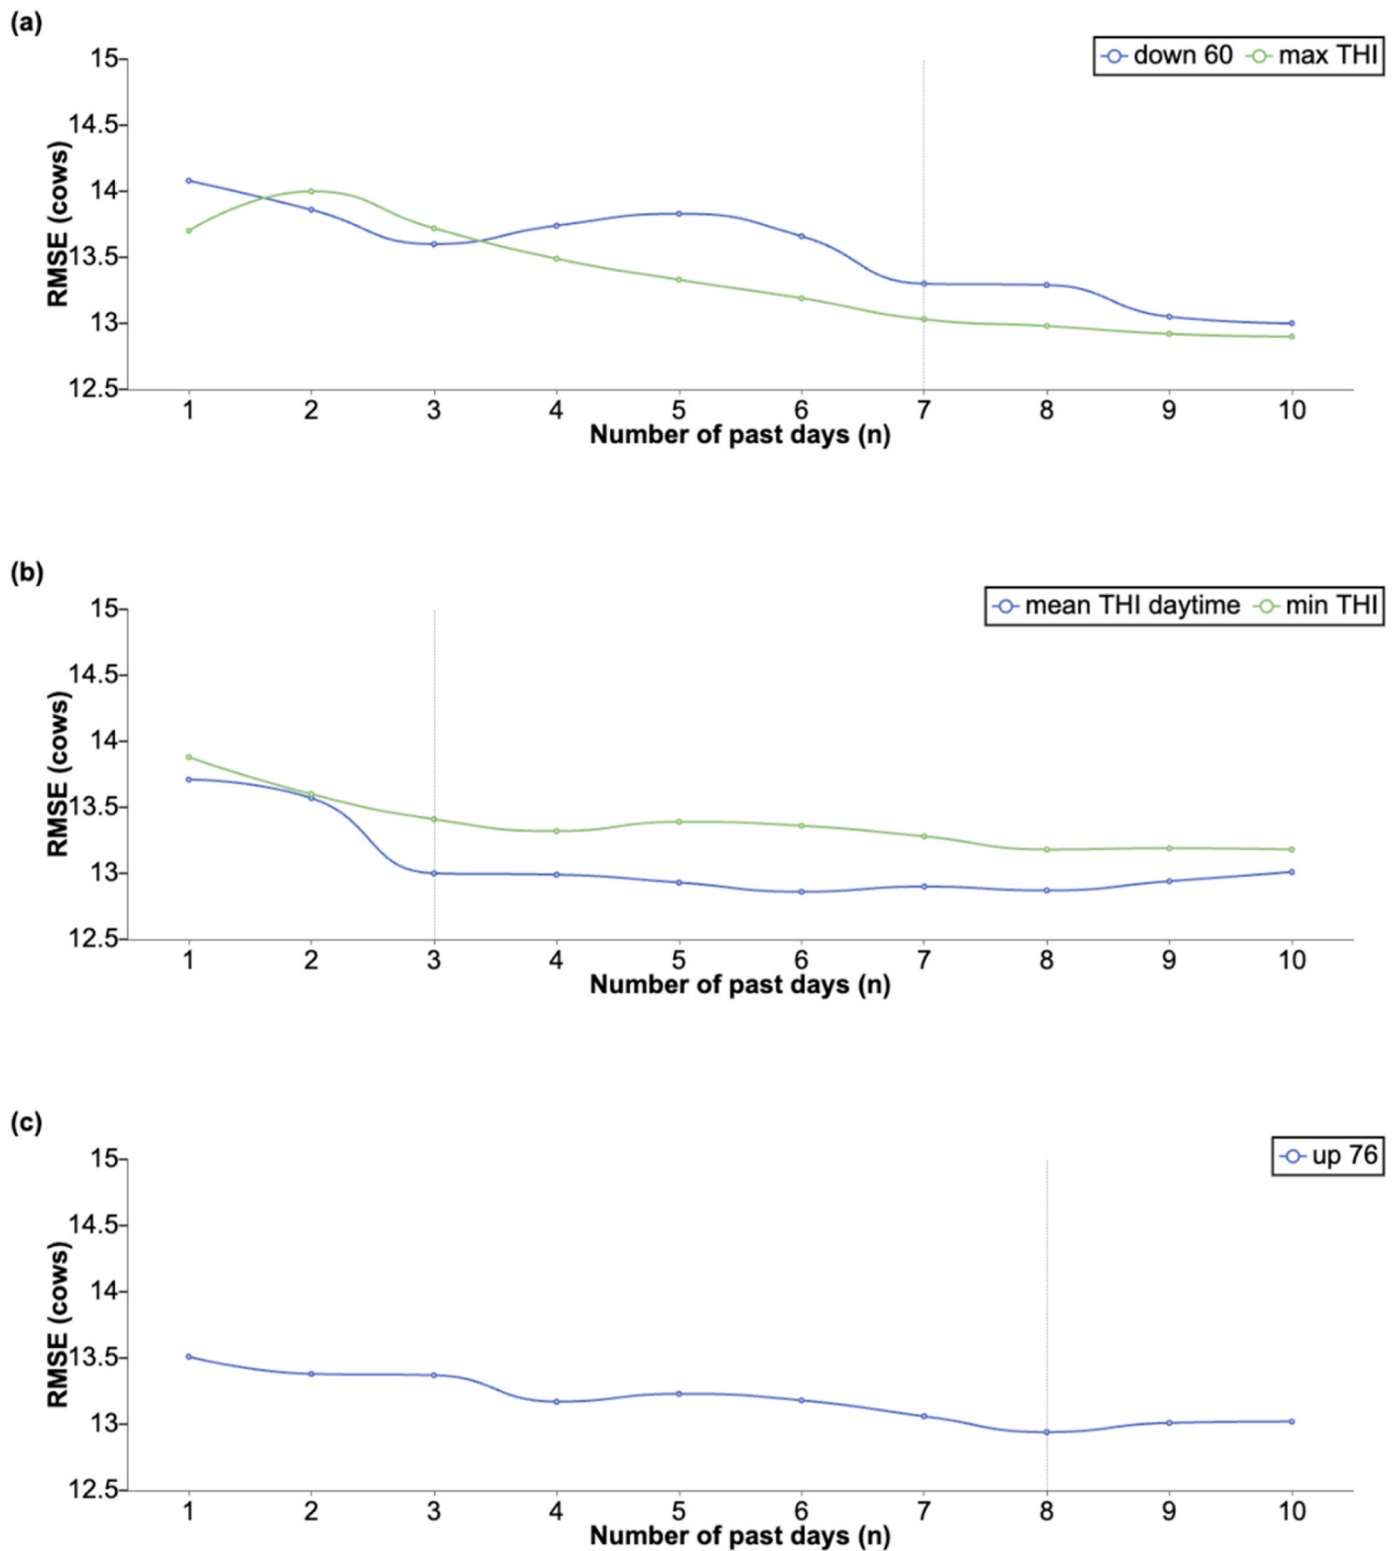 (a)
down 60 max THI
15
14.5
14
13.5
13
12.5
RMSE (cows)
1 2 3 4 5 6 7 8 9 10
Number of past days (n)
(b)
mean THI daytime min THI
15
14.5
14
13.5
13
12.5
RMSE (cows)
1 2 3 4 5 6 7 8 9 10
Number of past days (n)
(c)
up 76
15
14.5
14
13.5
13
12.5
RMSE (cows)
1 2 3 4 5 6 7 8 9 10
Number of past days (n)